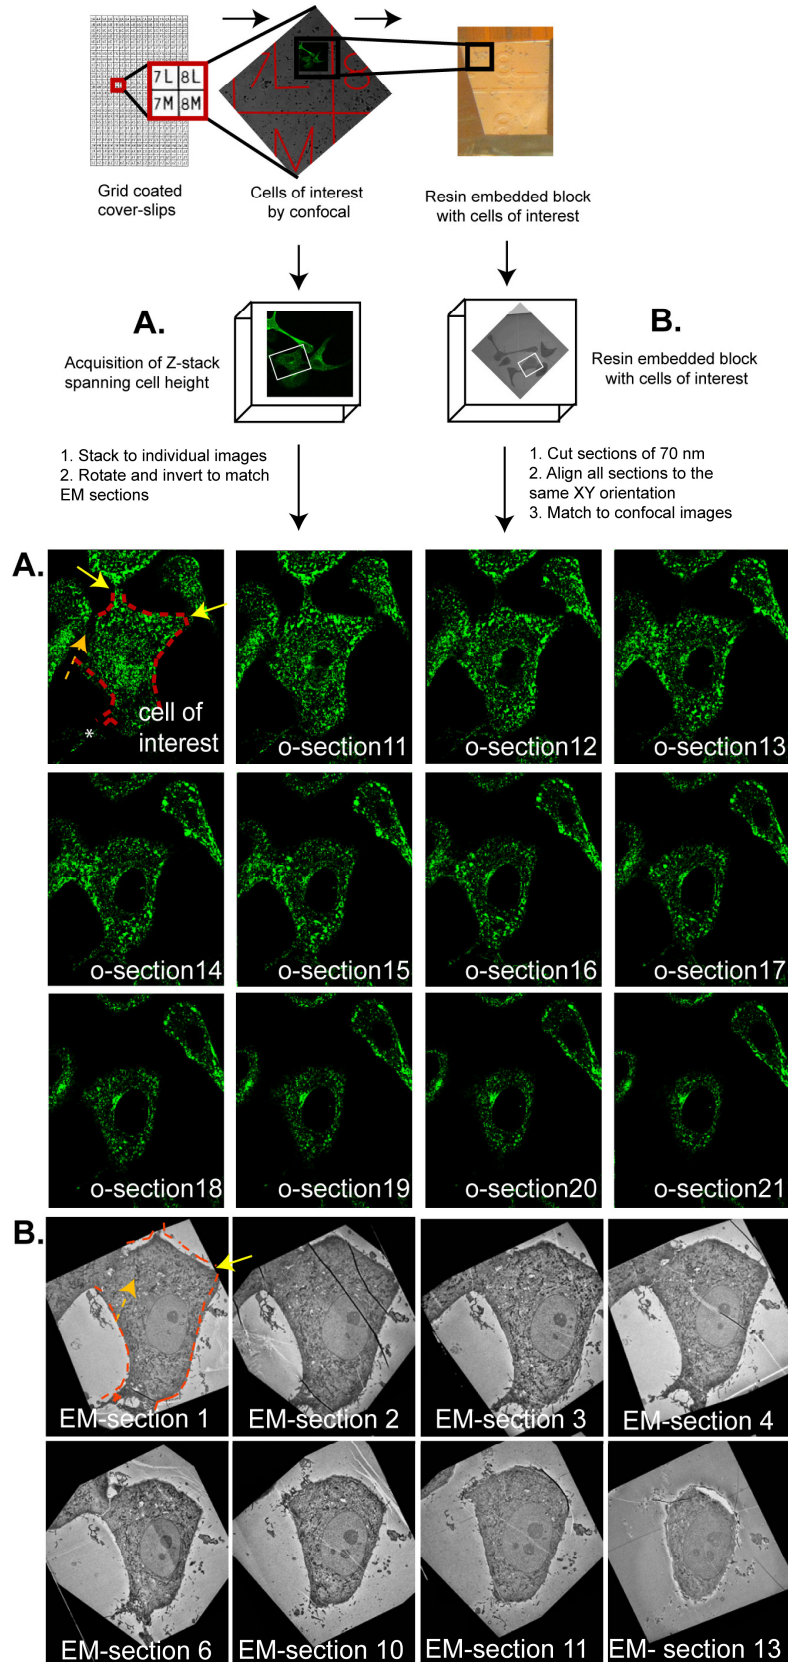 7L 8L
7M 8M
Grid coated
cover-slips
Cells of interest
by confocal
Resin embedded block
with cells of interest
A.
Acquisition of Z-stack
spanning cell height
B.
Resin embedded block
with cells of interest
1. Stack to individual images
2. Rotate and invert to match
EM sections
1. Cut sections of 70 nm
2. Align all sections to the
same XY orientation
3. Match to confocal images
A.
*
cell of
interest
o-section11
o-section12
o-section13
o-section14
o-section15
o-section16
o-section17
o-section18
o-section19
o-section20
o-section21
B.
EM-section 1
EM-section 2
EM-section 3
EM-section 4
EM-section 6
EM-section 10
EM-section 11
EM- section 13